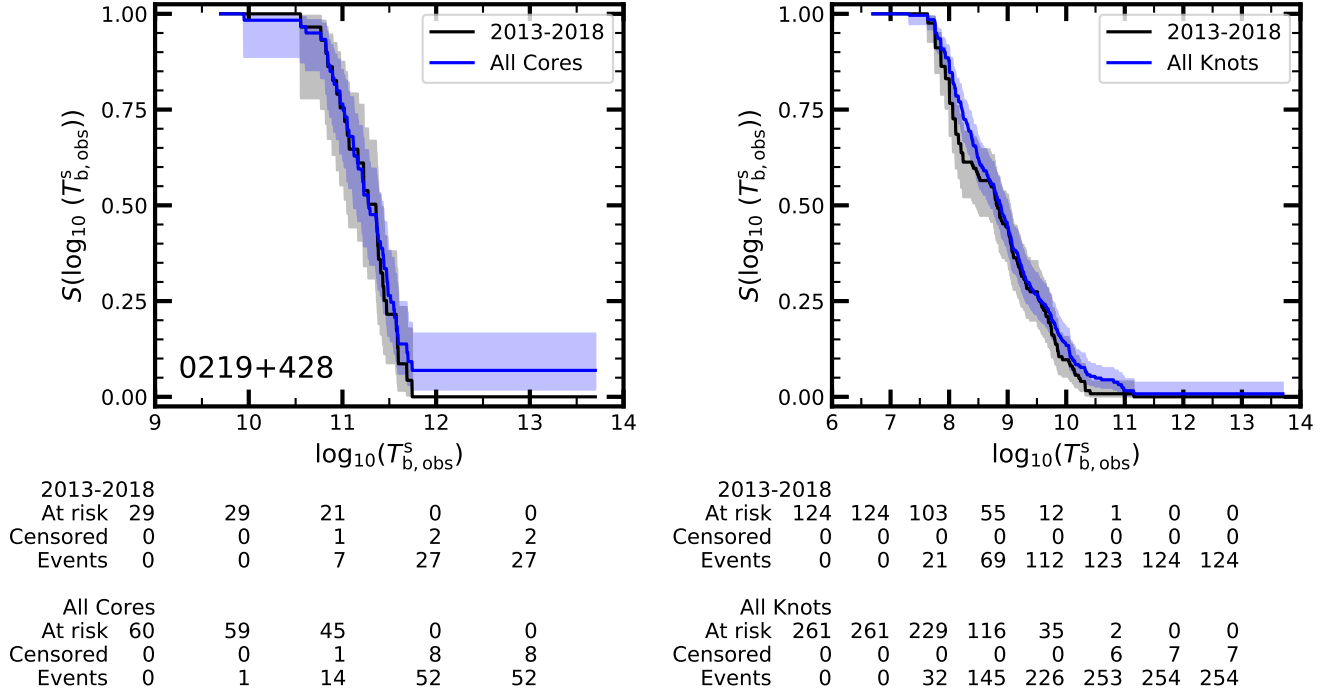 2013-2018
All Cores
1.00
0.75
0.50
0.25
0.00
S(log₁₀ (Tˢb, obs))
0219+428
9 10 11 12 13 14
log₁₀(Tˢb, obs)
2013-2018
At risk 29 29 21 0 0
Censored 0 0 1 2 2
Events 0 0 7 27 27
All Cores
At risk 60 59 45 0 0
Censored 0 0 1 8 8
Events 0 1 14 52 52
2013-2018
All Knots
1.00
0.75
0.50
0.25
0.00
S(log₁₀ (Tˢb, obs))
6 7 8 9 10 11 12 13 14
log₁₀(Tˢb, obs)
2013-2018
At risk 124 124 103 55 12 1 0 0
Censored 0 0 0 0 0 0 0 0
Events 0 0 21 69 112 123 124 124
All Knots
At risk 261 261 229 116 35 2 0 0
Censored 0 0 0 0 0 6 7 7
Events 0 0 32 145 226 253 254 254